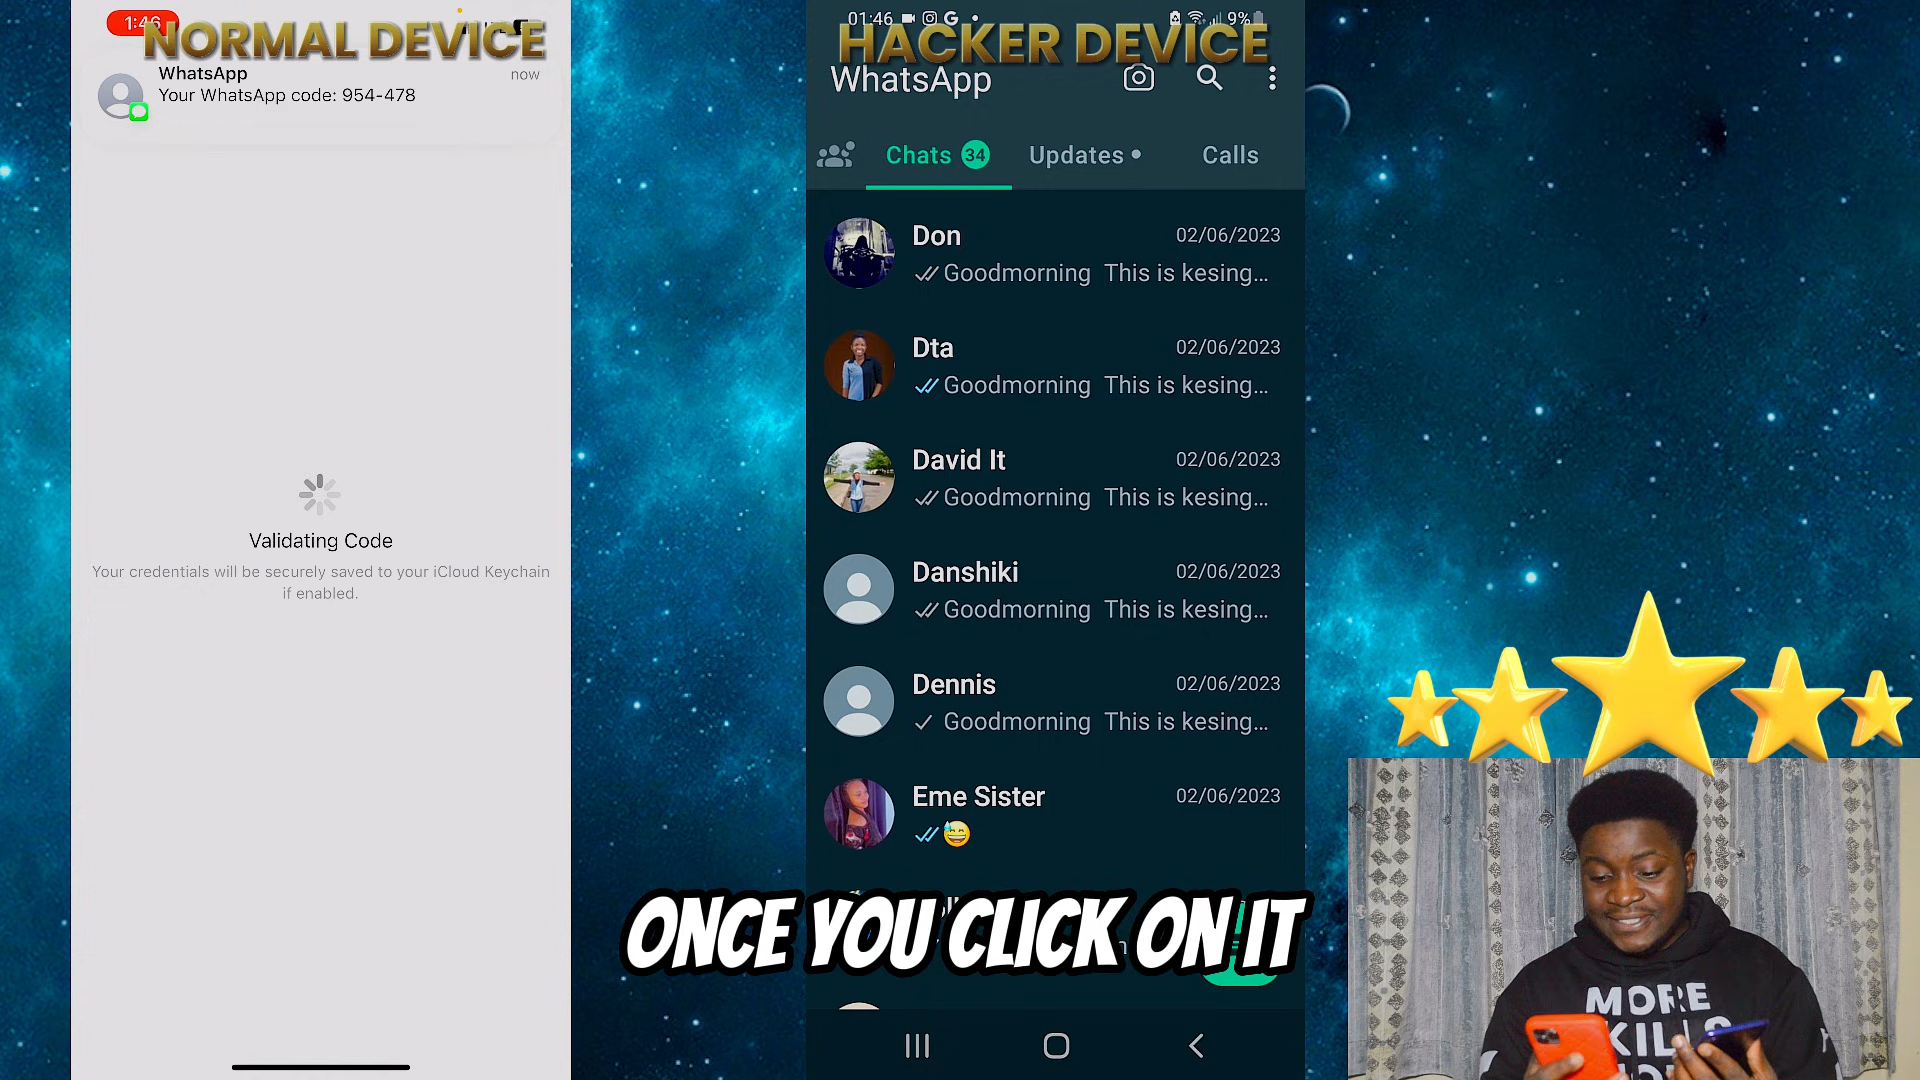 1:46
NORMAL DEVICE
WhatsApp
now
Your WhatsApp code: 954-478
Validating Code
Your credentials will be securely saved to your iCloud Keychain
if enabled.
01:46
9%
HACKER DEVICE
WhatsApp
Chats 34
Updates
Calls
Don 02/06/2023
Goodmorning This is kesing...
Dta 02/06/2023
Goodmorning This is kesing...
David It 02/06/2023
Goodmorning This is kesing...
Danshiki 02/06/2023
Goodmorning This is kesing...
Dennis 02/06/2023
Goodmorning This is kesing...
Eme Sister 02/06/2023
ONCE YOU CLICK ON IT
MORE